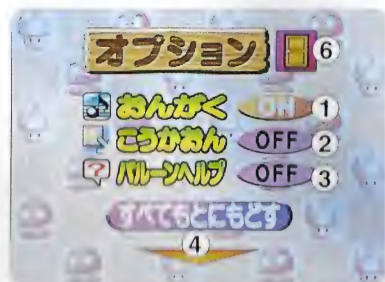 オプション ⑥
おんがく ON ①
こうかおん OFF ②
? バルーンヘルプ OFF ③
すべてもとにもどす
④